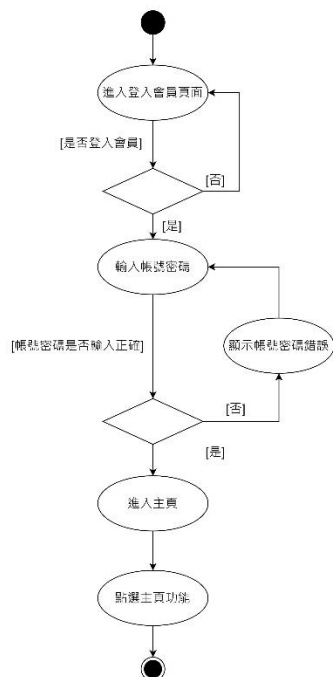 進入登入會員頁面
[是否登入會員]
[否]
[是]
輸入帳號密碼
[帳號密碼是否輸入正確]
顯示帳號密碼錯誤
[否]
[是]
進入主頁
點選主頁功能